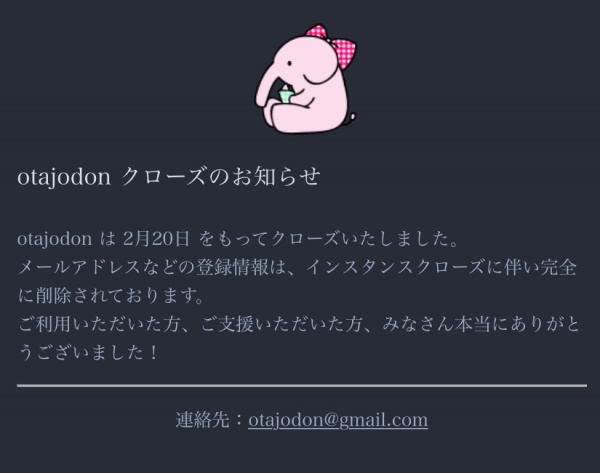 otajodon クローズのお知らせ
otajodon は 2月20日 をもってクローズいたしました。
メールアドレスなどの登録情報は、インスタンスクローズに伴い完全
に削除されております。
ご利用いただいた方、ご支援いただいた方、みなさん本当にありがと
うございました！
連絡先：otajodon@gmail.com